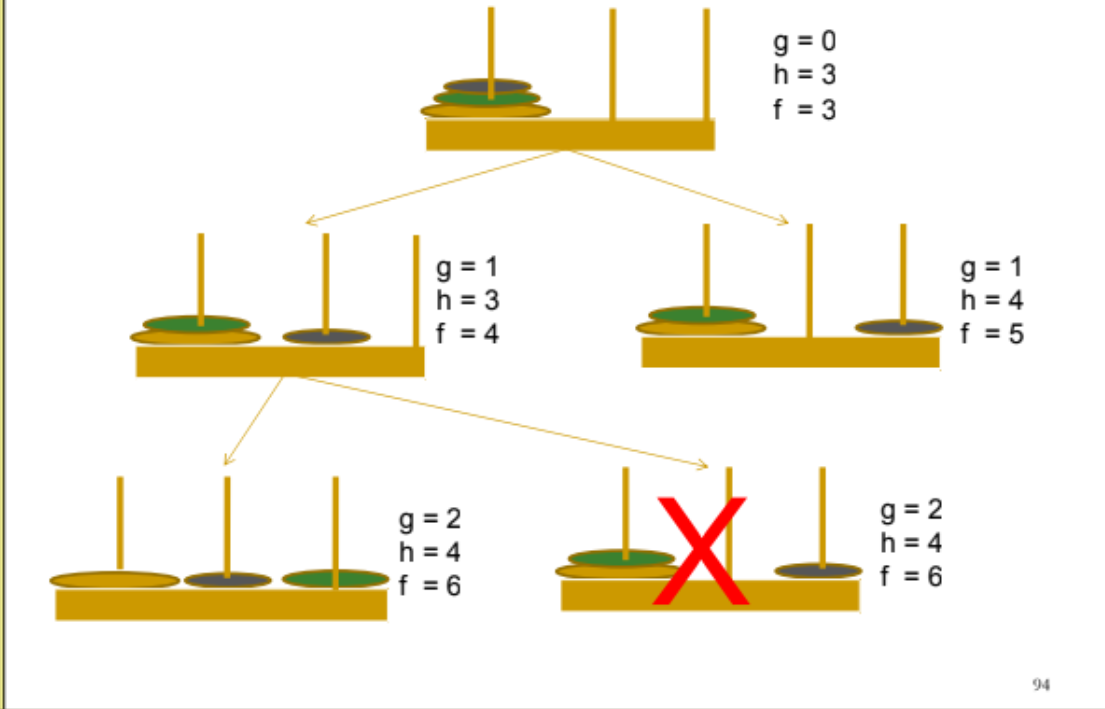 g = 0
h = 3
f = 3
g = 1
h = 3
f = 4
g = 1
h = 4
f = 5
g = 2
h = 4
f = 6
g = 2
h = 4
f = 6
X
94